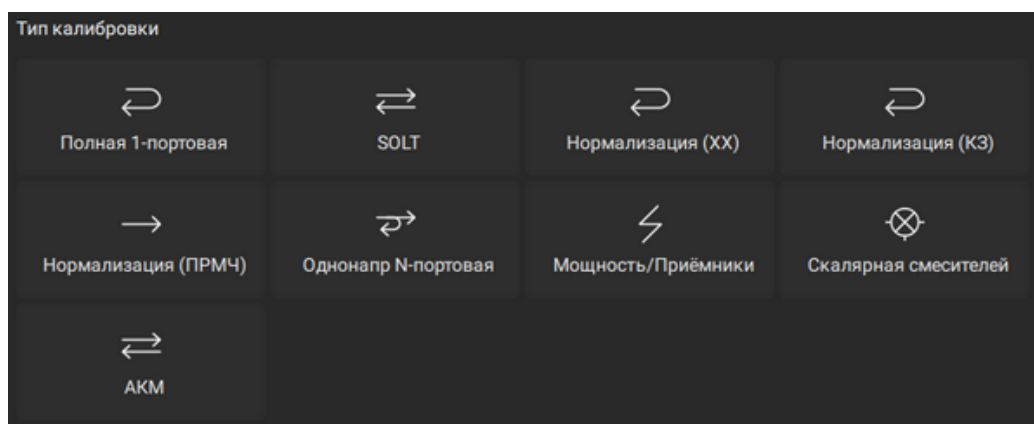 Тип калибровки
Полная 1-портовая
SOLT
Нормализация (ХХ)
Нормализация (КЗ)
Нормализация (ПРМЧ)
Однонапр N-портовая
Мощность/Приёмники
Скалярная смесителей
АКМ